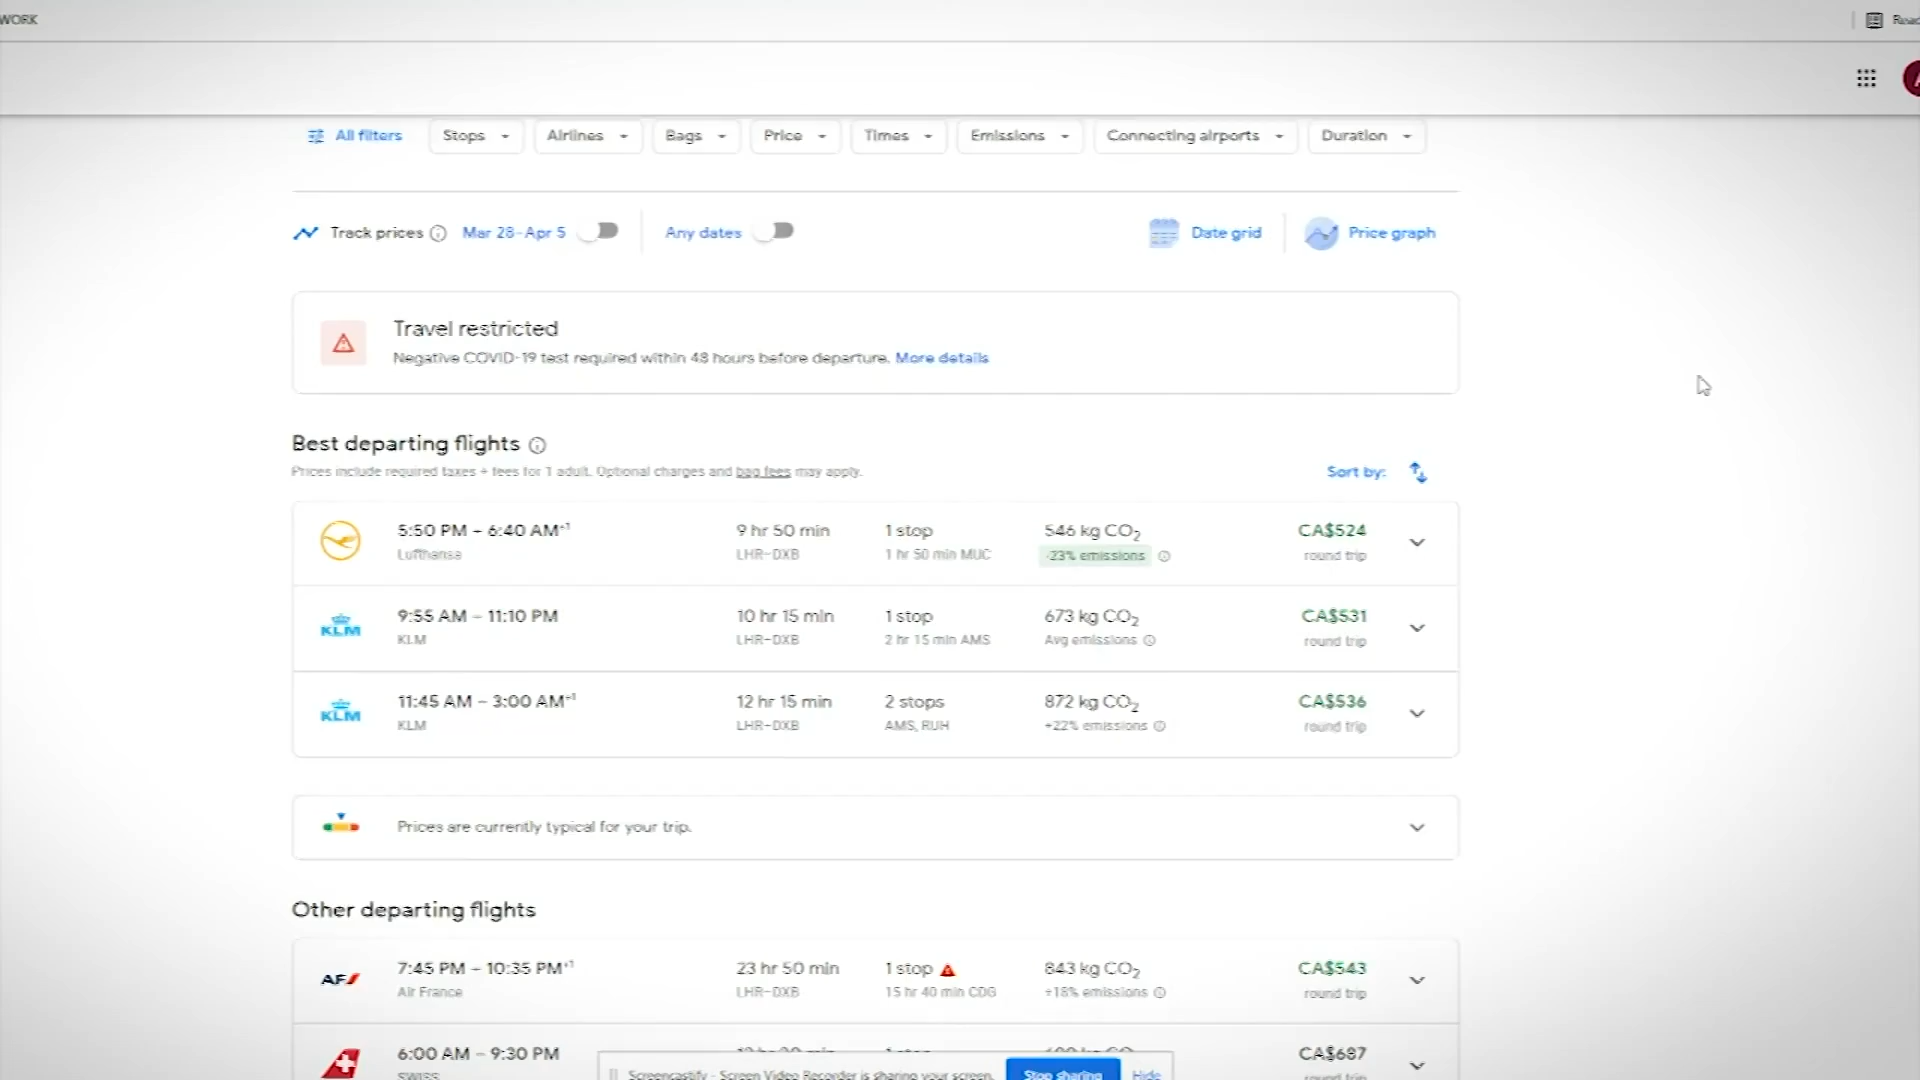 WORK
Read
All filters
Stops
Airlines
Bags
Price
Times
Emissions
Connecting airports
Duration
Track prices
Mar 28–Apr 5
Any dates
Date grid
Price graph
Travel restricted
Negative COVID-19 test required within 48 hours before departure. More details
Best departing flights
Prices include required taxes + fees for 1 adult. Optional charges and bag fees may apply.
Sort by:
5:50 PM – 6:40 AM+1
9 hr 50 min
1 stop
546 kg CO2
CA$524
Lufthansa
LHR–DXB
1 hr 50 min MUC
-23% emissions
round trip
KLM
9:55 AM – 11:10 PM
10 hr 15 min
1 stop
673 kg CO2
CA$531
KLM
LHR–DXB
2 hr 15 min AMS
Avg emissions
round trip
KLM
11:45 AM – 3:00 AM+1
12 hr 15 min
2 stops
872 kg CO2
CA$536
KLM
LHR–DXB
AMS, RUH
+22% emissions
round trip
Prices are currently typical for your trip.
Other departing flights
AF
7:45 PM – 10:35 PM+1
23 hr 50 min
1 stop
843 kg CO2
CA$543
Air France
LHR–DXB
15 hr 40 min CDG
+18% emissions
round trip
6:00 AM – 9:30 PM
CA$687
SWISS
round trip
Screencastify - Screen Video Recorder is sharing your screen.
Stop sharing
Hide